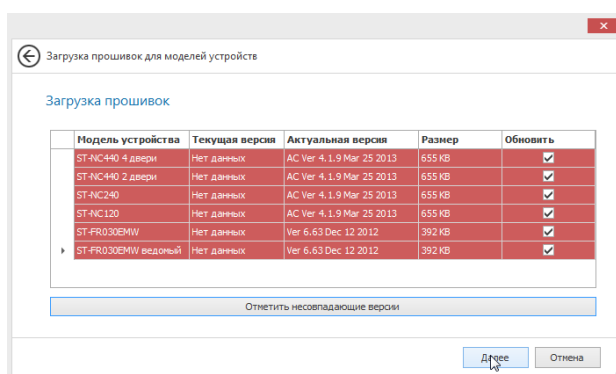 Загрузка прошивок для моделей устройств
Загрузка прошивок
Модель устройства Текущая версия Актуальная версия Размер Обновить
ST-NC440 4 двери Нет данных AC Ver 4.1.9 Mar 25 2013 655 KB
ST-NC440 2 двери Нет данных AC Ver 4.1.9 Mar 25 2013 655 KB
ST-NC240 Нет данных AC Ver 4.1.9 Mar 25 2013 655 KB
ST-NC120 Нет данных AC Ver 4.1.9 Mar 25 2013 655 KB
ST-FR030EMW Нет данных Ver 6.63 Dec 12 2012 392 KB
ST-FR030EMW ведомый Нет данных Ver 6.63 Dec 12 2012 392 KB
Отметить несовпадающие версии
Далее Отмена